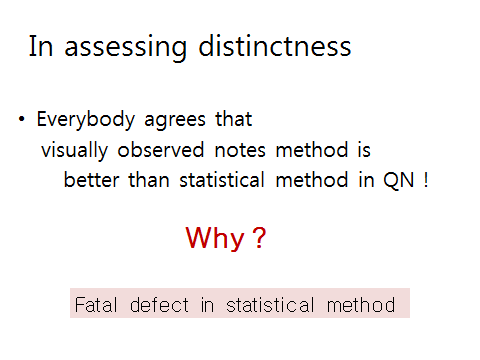 In assessing distinctness
• Everybody agrees that
visually observed notes method is
better than statistical method in QN !
Why ?
Fatal defect in statistical method